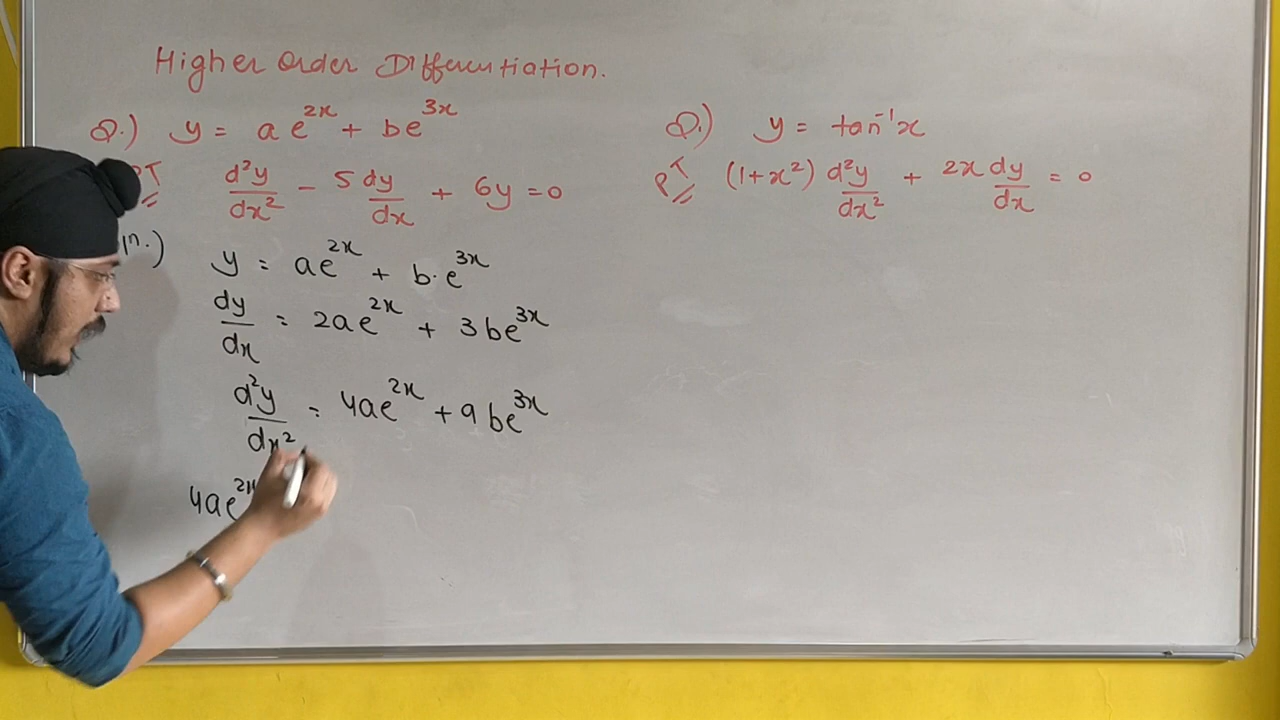 Higher Order Differentiation.
Q.) y = ae^2x + be^3x
PT d²y/dx² - 5 dy/dx + 6y = 0
n.) y = ae^2x + b.e^3x
dy/dx = 2ae^2x + 3be^3x
d²y/dx² = 4ae^2x + 9be^3x
4ae^2x
Q.) y = tan⁻¹x
PT (1+x²) d²y/dx² + 2x dy/dx = 0